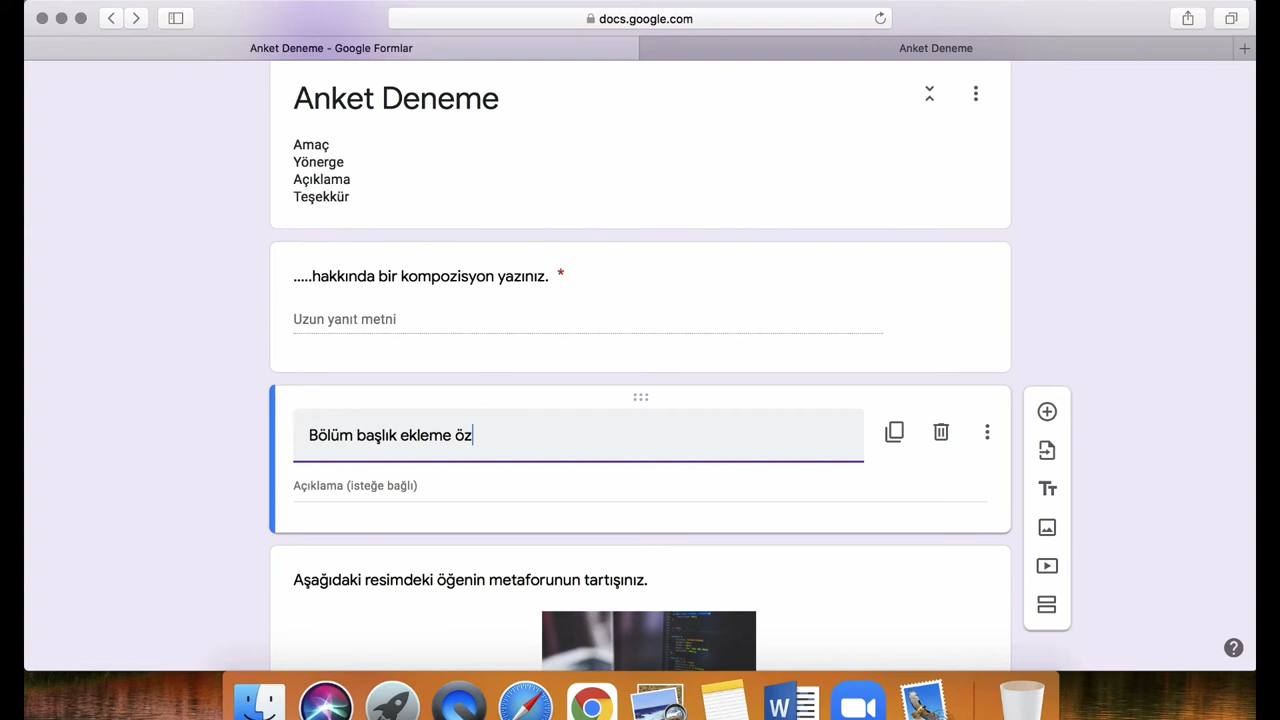 docs.google.com
Anket Deneme - Google Formlar
Anket Deneme
Anket Deneme
Amaç
Yönerge
Açıklama
Teşekkür
.....hakkında bir kompozisyon yazınız. *
Uzun yanıt metni
Bölüm başlık ekleme öz
Açıklama (isteğe bağlı)
Aşağıdaki resimdeki öğenin metaforunun tartışınız.